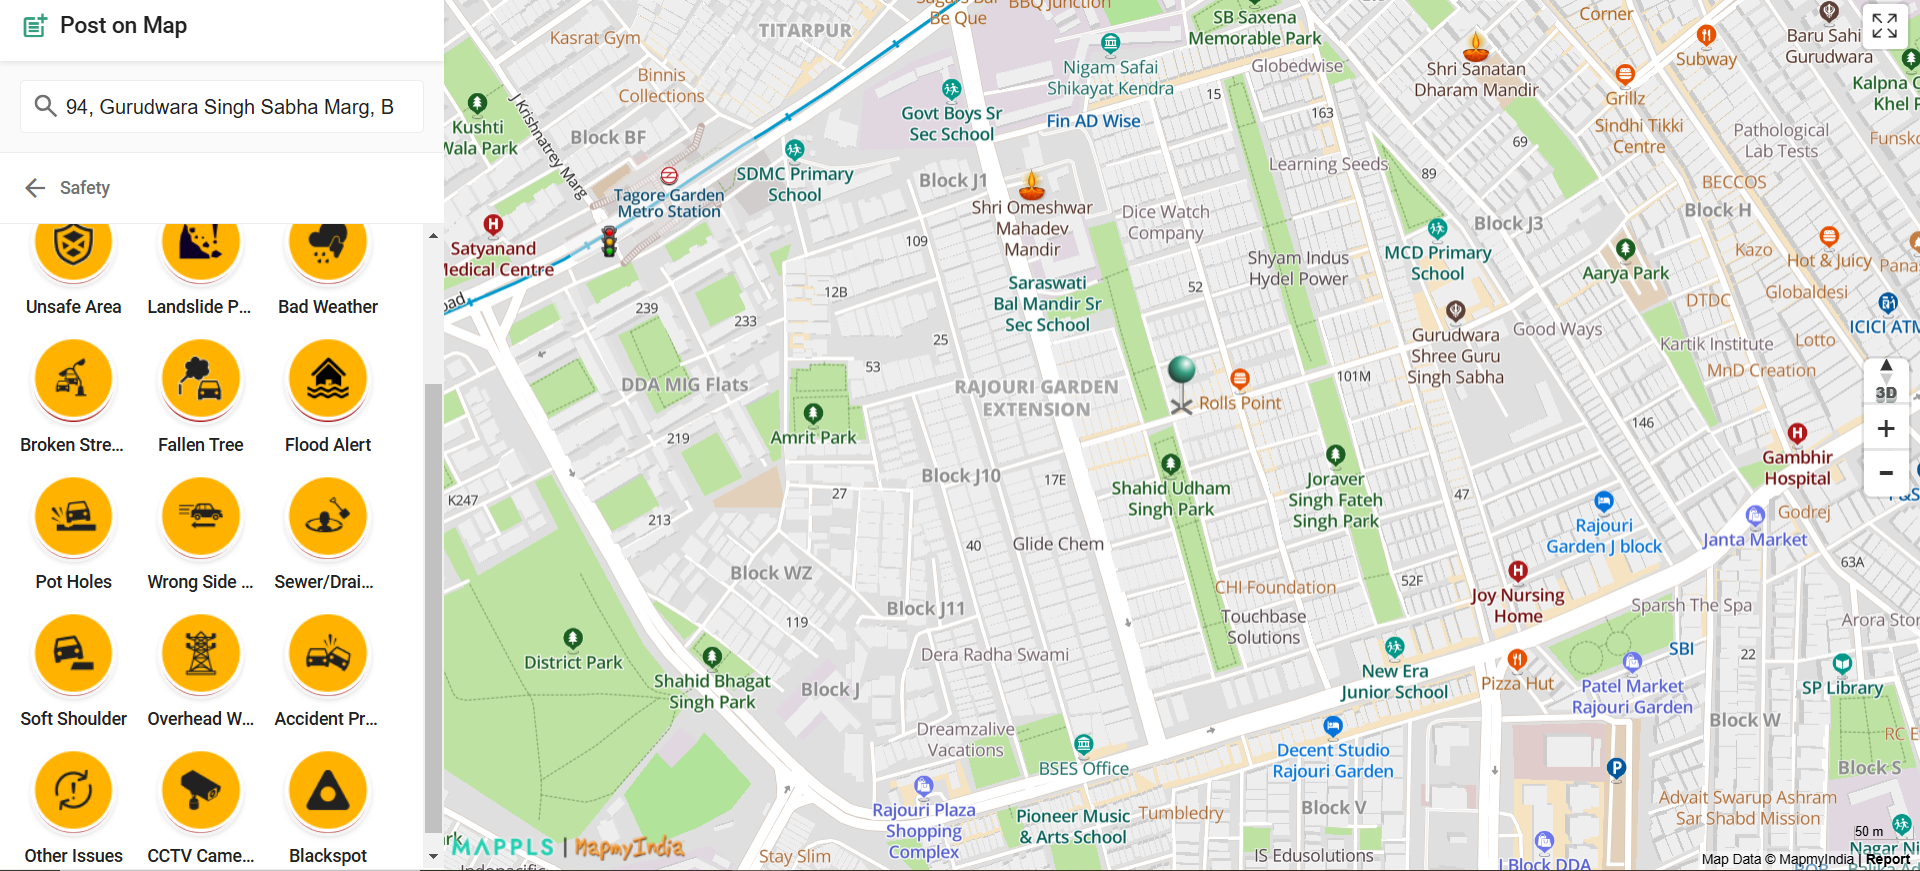 Post on Map
94, Gurudwara Singh Sabha Marg, B
Safety
Unsafe Area
Landslide P...
Bad Weather
Broken Stre...
Fallen Tree
Flood Alert
Pot Holes
Wrong Side ...
Sewer/Drai...
Soft Shoulder
Overhead W...
Accident Pr...
Other Issues
CCTV Came...
Blackspot
Be Que
BBQ Junction
TITARPUR
Kasrat Gym
Binnis
Collections
J Krishnatrey Marg
Kushti
Wala Park
Block BF
Tagore Garden
Metro Station
SDMC Primary
School
Govt Boys Sr
Sec School
SB Saxena
Memorable Park
Nigam Safai
Shikayat Kendra
Fin AD Wise
Globedwise
15
163
Corner
Subway
Baru Sahi
Gurudwara
Shri Sanatan
Dharam Mandir
Grillz
Sindhi Tikki
Centre
Kalpna C
Khel P
Pathological
Lab Tests
Funsko
69
89
Learning Seeds
Block J1
Shri Omeshwar
Mahadev
Mandir
Dice Watch
Company
Block J3
MCD Primary
School
BECCOS
Block H
Kazo
Hot & Juicy
Pana
Aarya Park
DTDC
Globaldesi
ICICI ATM
Satyanand
Medical Centre
oad
109
12B
239
233
25
53
Saraswati
Bal Mandir Sr
Sec School
Shyam Indus
Hydel Power
52
Gurudwara
Shree Guru
Singh Sabha
Good Ways
Kartik Institute
Lotto
MnD Creation
DDA MIG Flats
RAJOURI GARDEN
EXTENSION
Rolls Point
101M
3D
+
-
146
Amrit Park
219
Block J10
17E
Shahid Udham
Singh Park
Joraver
Singh Fateh
Singh Park
47
Gambhir
Hospital
Godrej
Janta Market
Rajouri
Garden J block
K247
213
27
40
Glide Chem
Block WZ
CHI Foundation
52F
63A
Block J11
119
Touchbase
Solutions
Joy Nursing
Home
Sparsh The Spa
Arora Stor
District Park
Shahid Bhagat
Singh Park
Dera Radha Swami
Block J
New Era
Junior School
Pizza Hut
SBI
22
Patel Market
Rajouri Garden
SP Library
Block W
Dreamzalive
Vacations
BSES Office
Decent Studio
Rajouri Garden
P
RC E
Block S
Rajouri Plaza
Shopping
Complex
Pioneer Music
& Arts School
Tumbledry
Block V
Advait Swarup Ashram
Sar Shabd Mission
50 m
rk
MAPPLS | MapmyIndia
Stay Slim
IS Edusolutions
I Block DDA
Nagar Ni
Map Data © MapmyIndia | Report